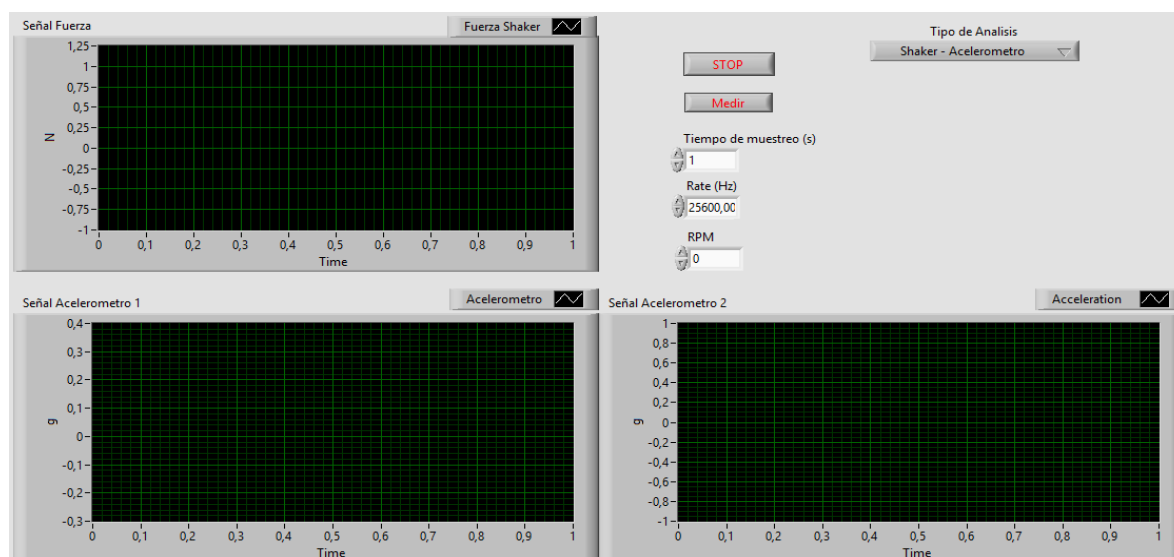 Señal Fuerza
Fuerza Shaker
1,25
1
0,75
0,5
0,25
0
-0,25
-0,5
-0,75
-1
N
0 0,1 0,2 0,3 0,4 0,5 0,6 0,7 0,8 0,9 1
Time
STOP
Medir
Tiempo de muestreo (s)
1
Rate (Hz)
25600,00
RPM
0
Tipo de Analisis
Shaker - Acelerometro
Señal Acelerometro 1
Acelerometro
0,4
0,3
0,2
0,1
0
-0,1
-0,2
-0,3
g
0 0,1 0,2 0,3 0,4 0,5 0,6 0,7 0,8 0,9 1
Time
Señal Acelerometro 2
Acceleration
1
0,8
0,6
0,4
0,2
0
-0,2
-0,4
-0,6
-0,8
-1
g
0 0,1 0,2 0,3 0,4 0,5 0,6 0,7 0,8 0,9 1
Time